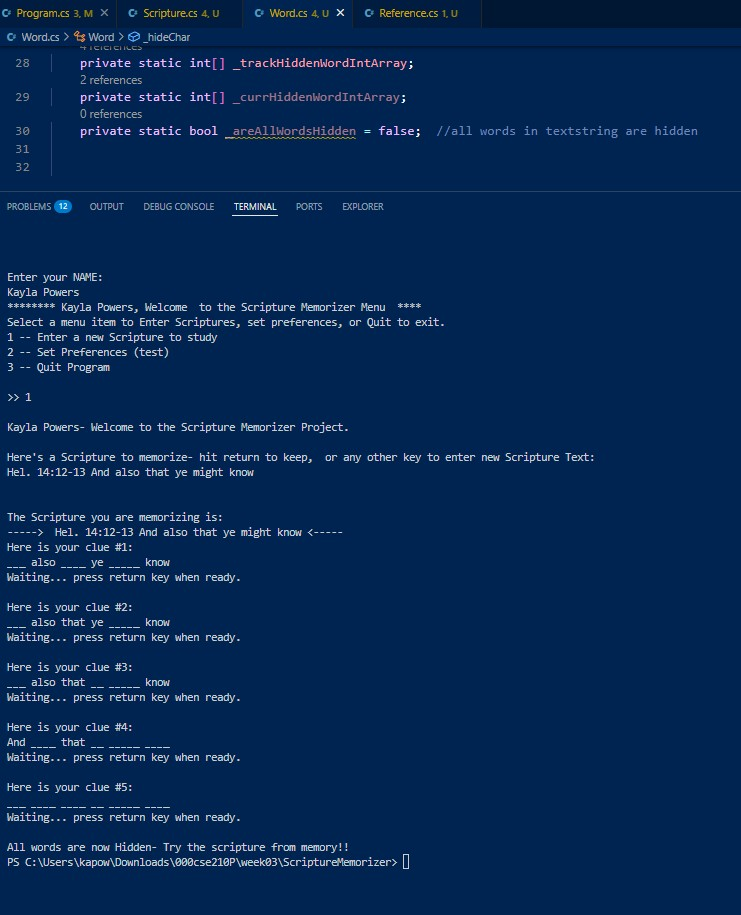 Program.cs 3, M Scripture.cs 4, U Word.cs 4, U Reference.cs 1, U
Word.cs > Word > _hideChar
4 references
28 private static int[] _trackHiddenWordIntArray;
2 references
29 private static int[] _currHiddenWordIntArray;
0 references
30 private static bool _areAllWordsHidden = false; //all words in textstring are hidden
31
32
PROBLEMS 12 OUTPUT DEBUG CONSOLE TERMINAL PORTS EXPLORER
Enter your NAME:
Kayla Powers
******** Kayla Powers, Welcome  to the Scripture Memorizer Menu  ****
Select a menu item to Enter Scriptures, set preferences, or Quit to exit.
1 -- Enter a new Scripture to study
2 -- Set Preferences (test)
3 -- Quit Program
>> 1
Kayla Powers- Welcome to the Scripture Memorizer Project.
Here's a Scripture to memorize- hit return to keep,  or any other key to enter new Scripture Text:
Hel. 14:12-13 And also that ye might know
The Scripture you are memorizing is:
----->  Hel. 14:12-13 And also that ye might know <-----
Here is your clue #1:
___ also ____ ye _____ know
Waiting... press return key when ready.
Here is your clue #2:
___ also that ye _____ know
Waiting... press return key when ready.
Here is your clue #3:
___ also that __ _____ know
Waiting... press return key when ready.
Here is your clue #4:
And ____ that __ _____ ____
Waiting... press return key when ready.
Here is your clue #5:
___ ____ ____ __ _____ ____
Waiting... press return key when ready.
All words are now Hidden- Try the scripture from memory!!
PS C:\Users\kapow\Downloads\000cse210P\week03\ScriptureMemorizer>